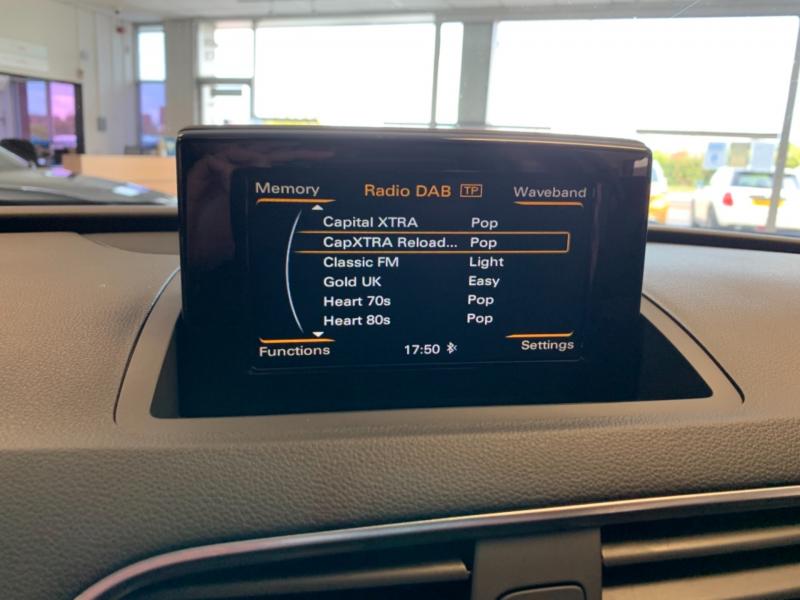 Memory Radio DAB TP Waveband
Capital XTRA Pop
CapXTRA Reload... Pop
Classic FM Light
Gold UK Easy
Heart 70s Pop
Heart 80s Pop
Functions 17:50 Settings